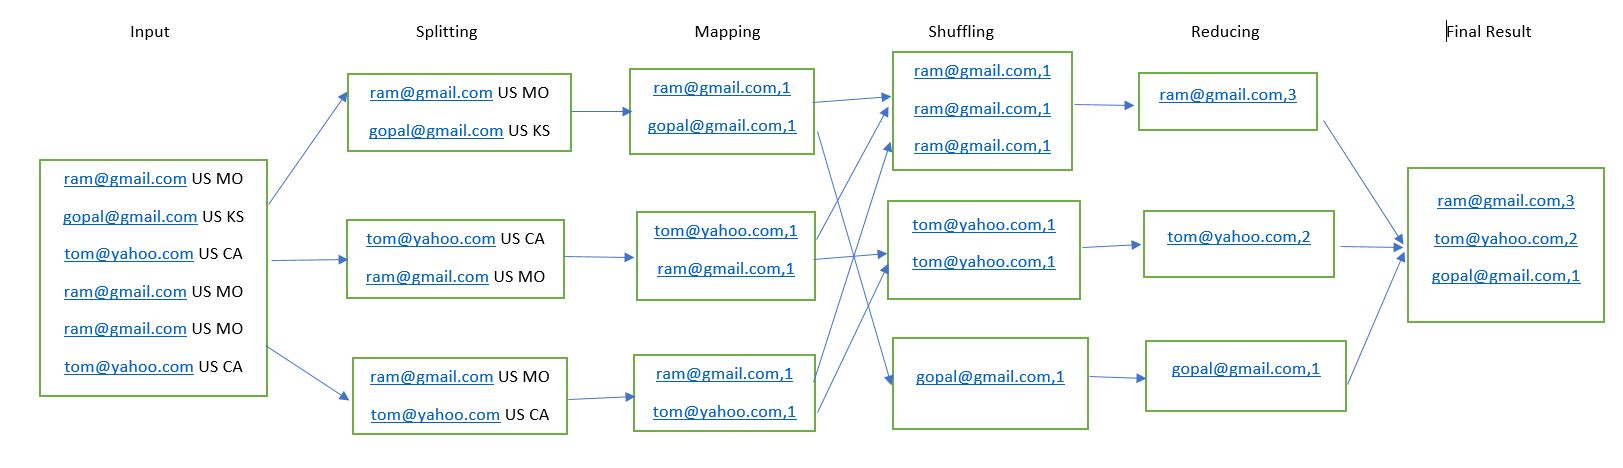 Input
Splitting
Mapping
Shuffling
Reducing
Final Result
ram@gmail.com US MO
gopal@gmail.com US KS
tom@yahoo.com US CA
ram@gmail.com US MO
ram@gmail.com US MO
tom@yahoo.com US CA
ram@gmail.com US MO
gopal@gmail.com US KS
tom@yahoo.com US CA
ram@gmail.com US MO
ram@gmail.com US MO
tom@yahoo.com US CA
ram@gmail.com,1
gopal@gmail.com,1
tom@yahoo.com,1
ram@gmail.com,1
ram@gmail.com,1
tom@yahoo.com,1
ram@gmail.com,1
ram@gmail.com,1
ram@gmail.com,1
tom@yahoo.com,1
tom@yahoo.com,1
gopal@gmail.com,1
ram@gmail.com,3
tom@yahoo.com,2
gopal@gmail.com,1
ram@gmail.com,3
tom@yahoo.com,2
gopal@gmail.com,1